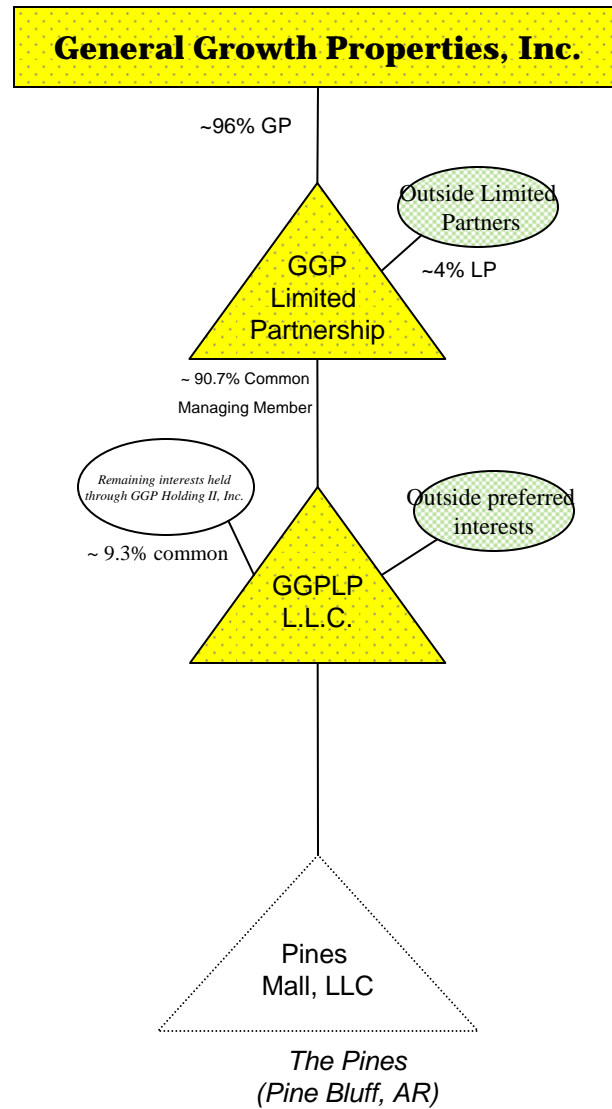 General Growth Properties, Inc.
~96% GP
Outside Limited
Partners
~4% LP
GGP
Limited
Partnership
~ 90.7% Common
Managing Member
Remaining interests held
through GGP Holding II, Inc.
~ 9.3% common
Outside preferred
interests
GGPLP
L.L.C.
Pines
Mall, LLC
The Pines
(Pine Bluff, AR)